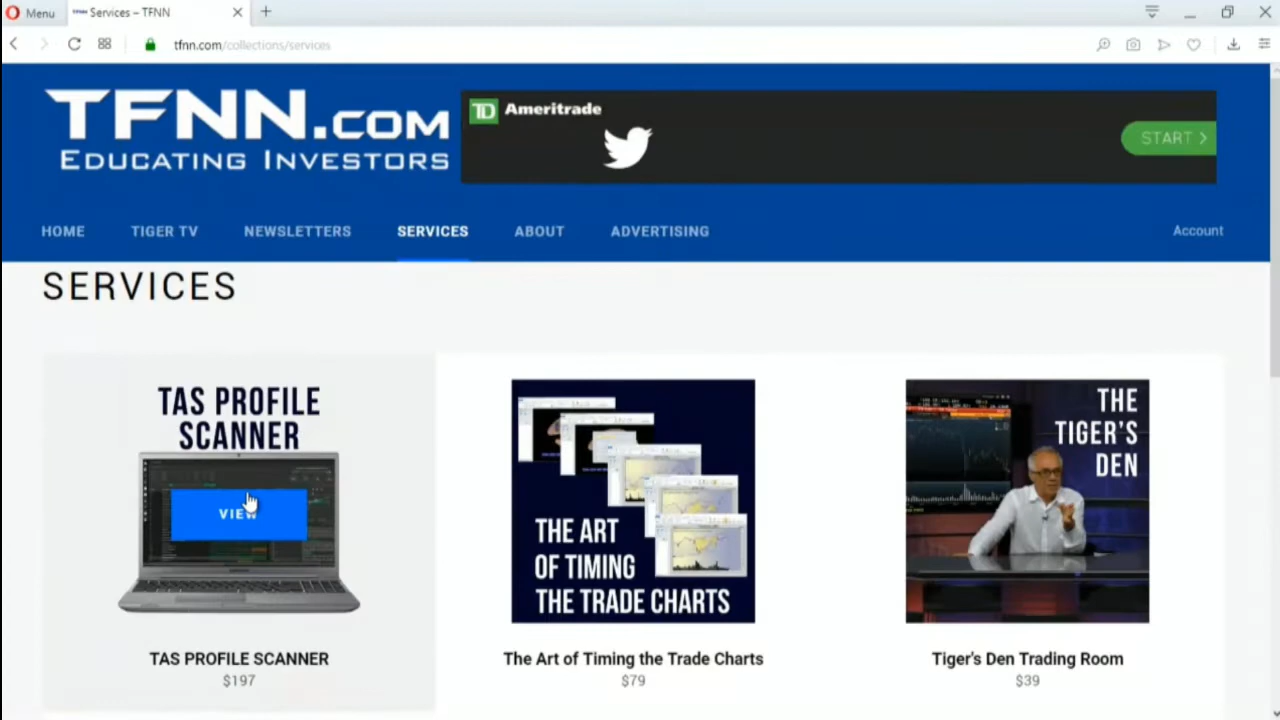 Menu
Services – TFNN
tfnn.com/collections/services
TFNN.COM
EDUCATING INVESTORS
TD Ameritrade
START >
HOME TIGER TV NEWSLETTERS SERVICES ABOUT ADVERTISING Account
SERVICES
TAS PROFILE
SCANNER
VIEW
TAS PROFILE SCANNER
$197
THE ART
OF TIMING
THE TRADE CHARTS
The Art of Timing the Trade Charts
$79
THE
TIGER'S
DEN
Tiger's Den Trading Room
$39